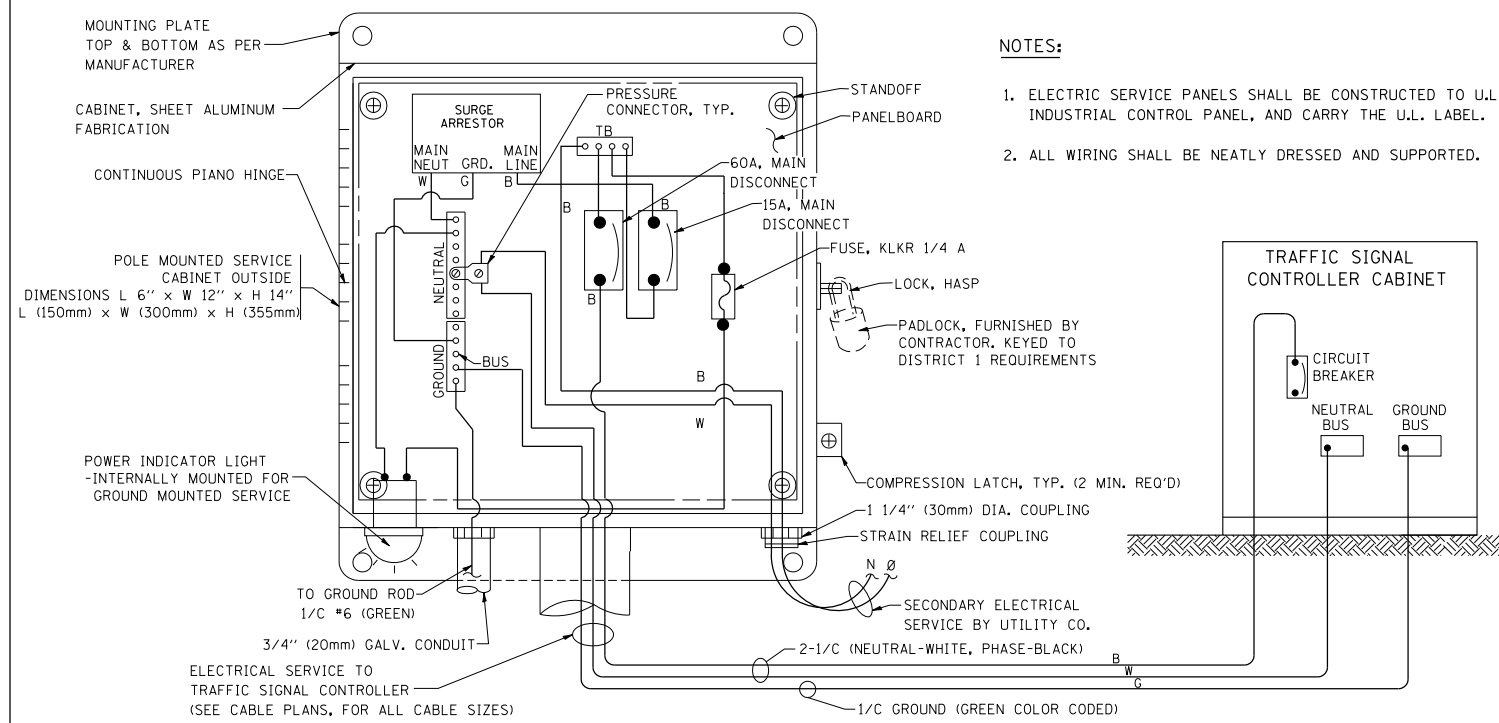 MOUNTING PLATE
TOP & BOTTOM AS PER
MANUFACTURER
CABINET, SHEET ALUMINUM
FABRICATION
CONTINUOUS PIANO HINGE
POLE MOUNTED SERVICE
CABINET OUTSIDE
DIMENSIONS L 6'' x W 12'' x H 14''
L (150mm) x W (300mm) x H (355mm)
POWER INDICATOR LIGHT
-INTERNALLY MOUNTED FOR
GROUND MOUNTED SERVICE
SURGE
ARRESTOR
MAIN
NEUT
GRD.
MAIN
LINE
W
G
B
PRESSURE
CONNECTOR, TYP.
TB
STANDOFF
PANELBOARD
60A, MAIN
DISCONNECT
15A, MAIN
DISCONNECT
B
B
B
FUSE, KLKR 1/4 A
LOCK, HASP
PADLOCK, FURNISHED BY
CONTRACTOR. KEYED TO
DISTRICT 1 REQUIREMENTS
NEUTRAL
GROUND
BUS
B
W
COMPRESSION LATCH, TYP. (2 MIN. REQ'D)
1 1/4'' (30mm) DIA. COUPLING
STRAIN RELIEF COUPLING
N Ø
SECONDARY ELECTRICAL
SERVICE BY UTILITY CO.
TO GROUND ROD
1/C #6 (GREEN)
3/4'' (20mm) GALV. CONDUIT
ELECTRICAL SERVICE TO
TRAFFIC SIGNAL CONTROLLER
(SEE CABLE PLANS, FOR ALL CABLE SIZES)
2-1/C (NEUTRAL-WHITE, PHASE-BLACK)
B
W
G
1/C GROUND (GREEN COLOR CODED)
NOTES:
1. ELECTRIC SERVICE PANELS SHALL BE CONSTRUCTED TO U.L
INDUSTRIAL CONTROL PANEL, AND CARRY THE U.L. LABEL.
2. ALL WIRING SHALL BE NEATLY DRESSED AND SUPPORTED.
TRAFFIC SIGNAL
CONTROLLER CABINET
CIRCUIT
BREAKER
NEUTRAL
BUS
GROUND
BUS